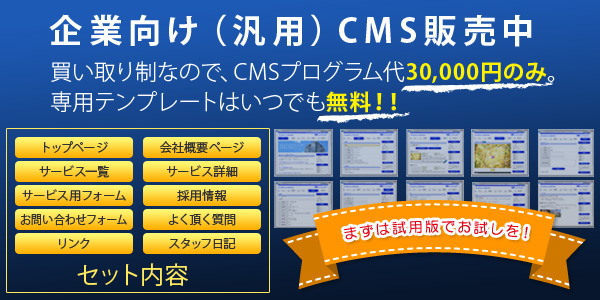 企業向け（汎用）CMS販売中
買い取り制なので、CMSプログラム代30,000円のみ。
専用テンプレートはいつでも無料！！
トップページ
会社概要ページ
サービス一覧
サービス詳細
サービス用フォーム
採用情報
お問い合わせフォーム
よく頂く質問
リンク
スタッフ日記
セット内容
まずは試用版でお試しを！